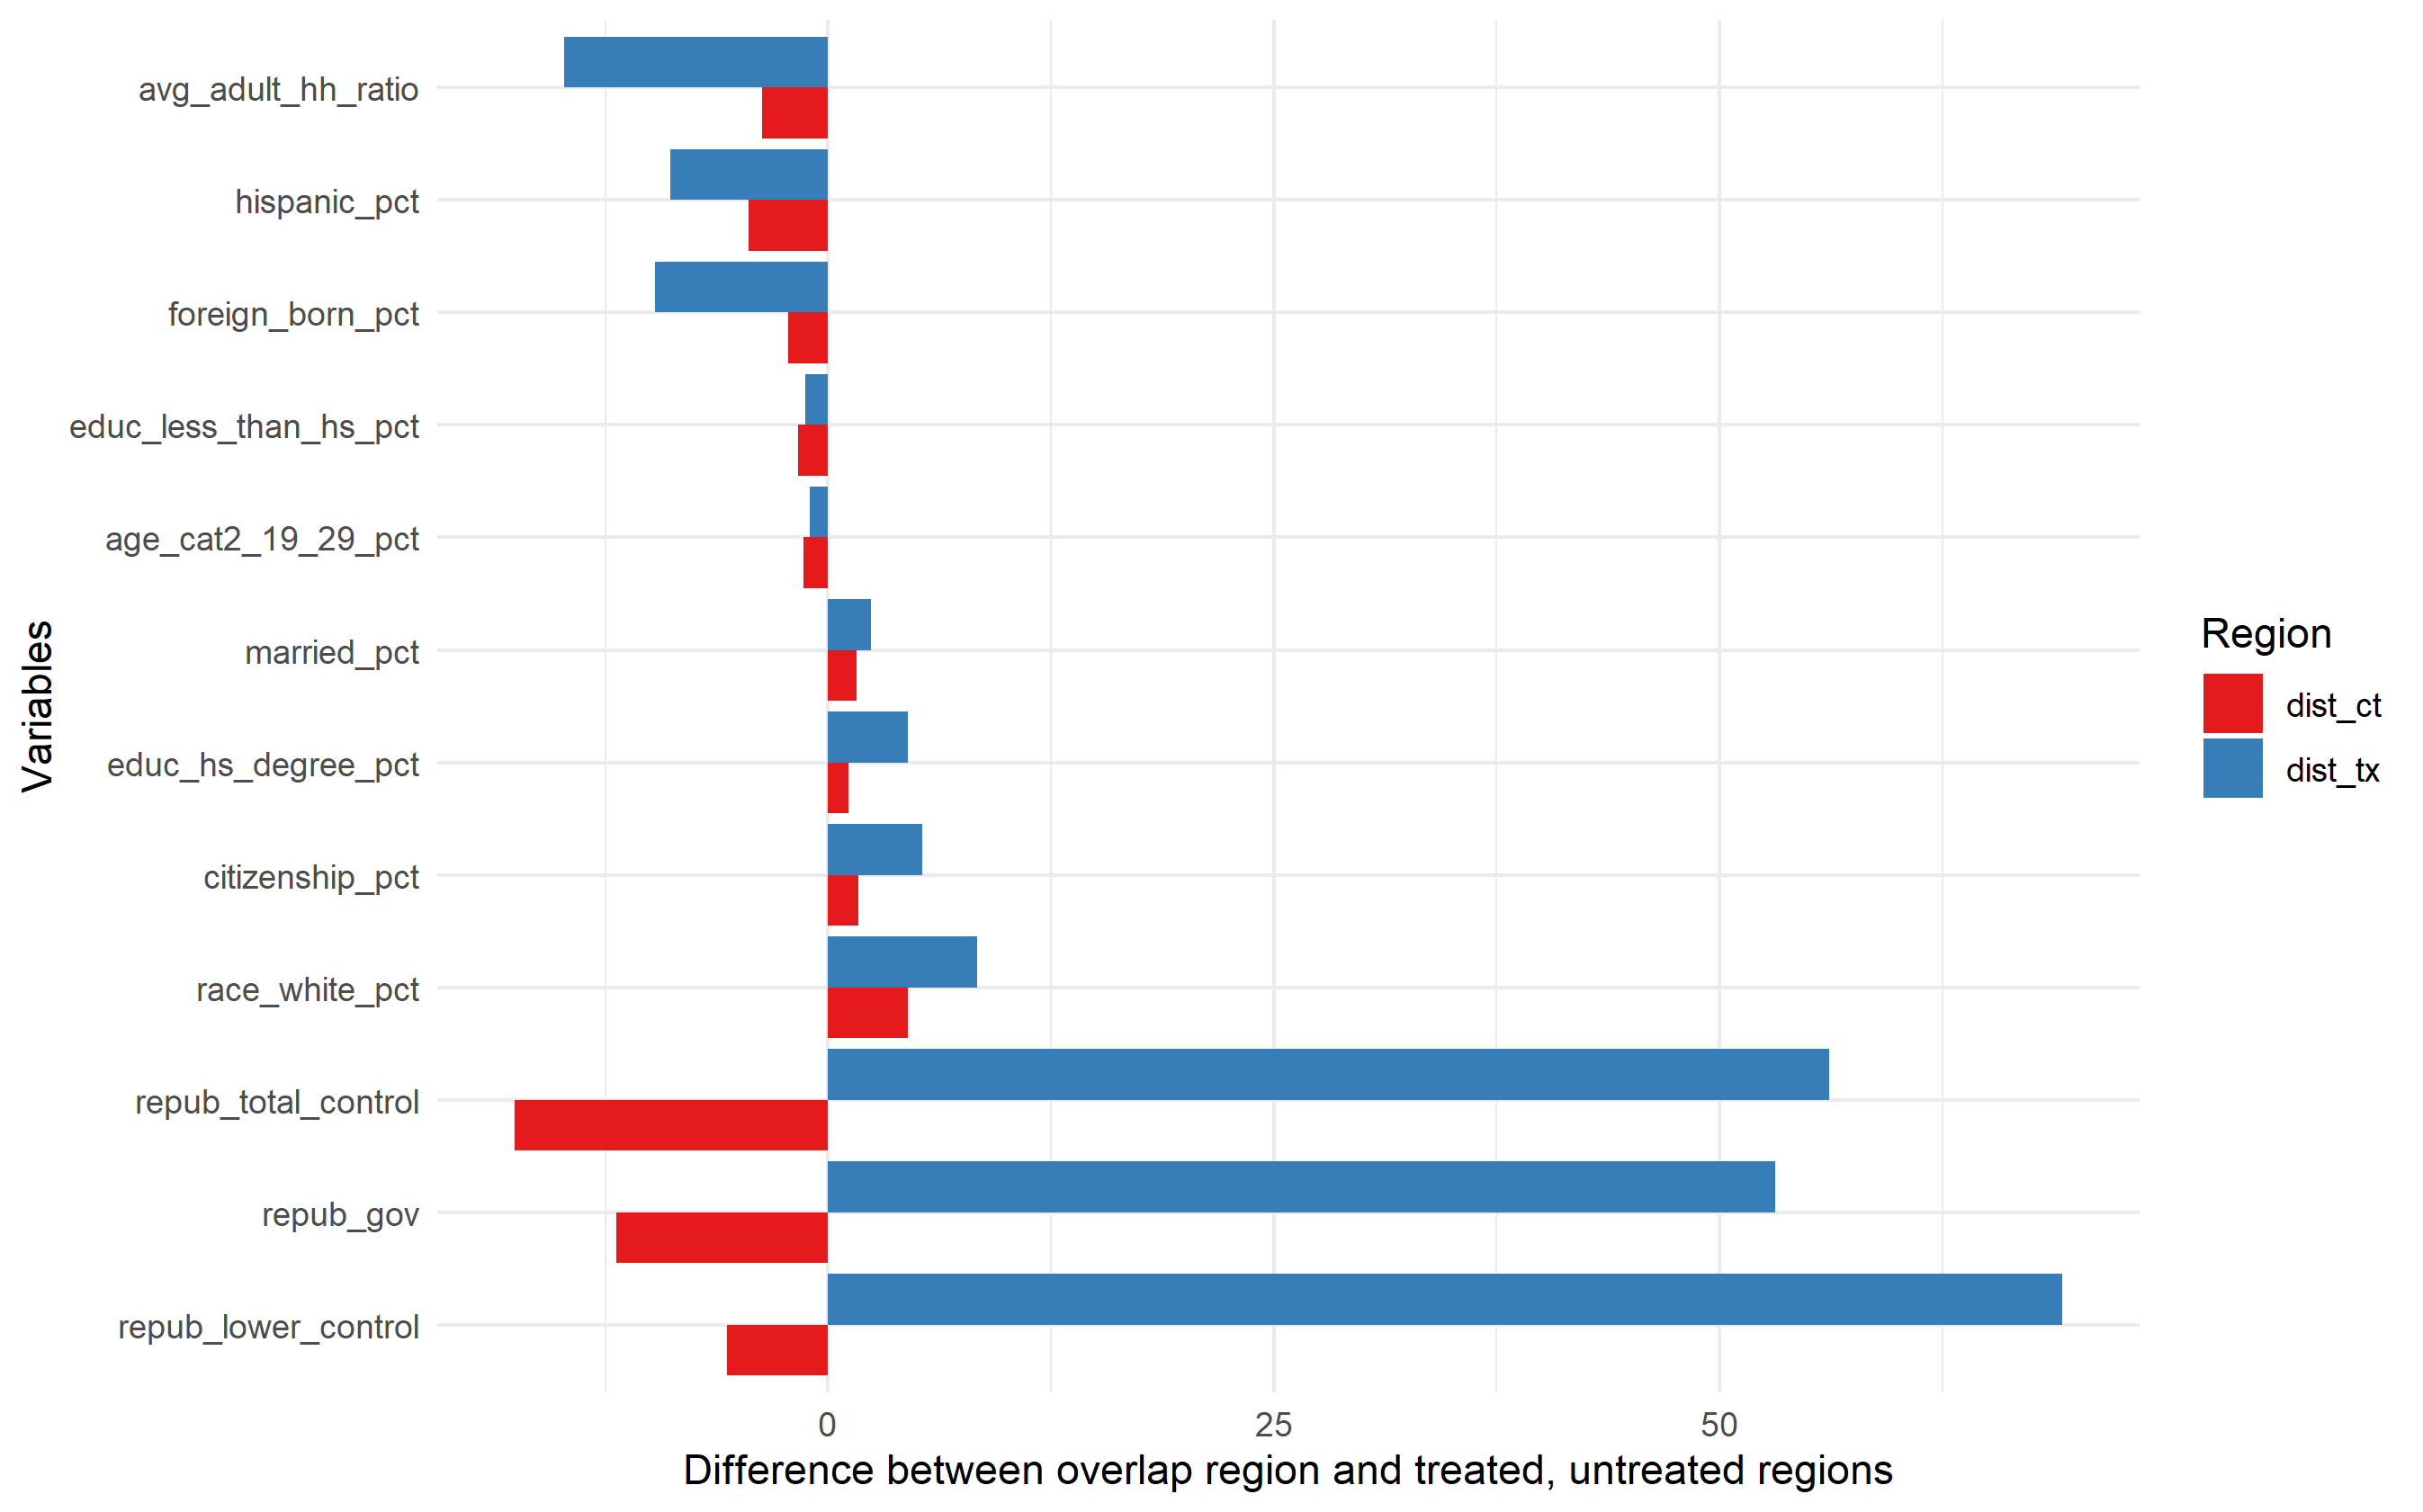 avg_adult_hh_ratio
hispanic_pct
foreign_born_pct
educ_less_than_hs_pct
age_cat2_19_29_pct
married_pct
educ_hs_degree_pct
citizenship_pct
race_white_pct
repub_total_control
repub_gov
repub_lower_control
Variables
0 25 50
Difference between overlap region and treated, untreated regions
Region
dist_ct
dist_tx